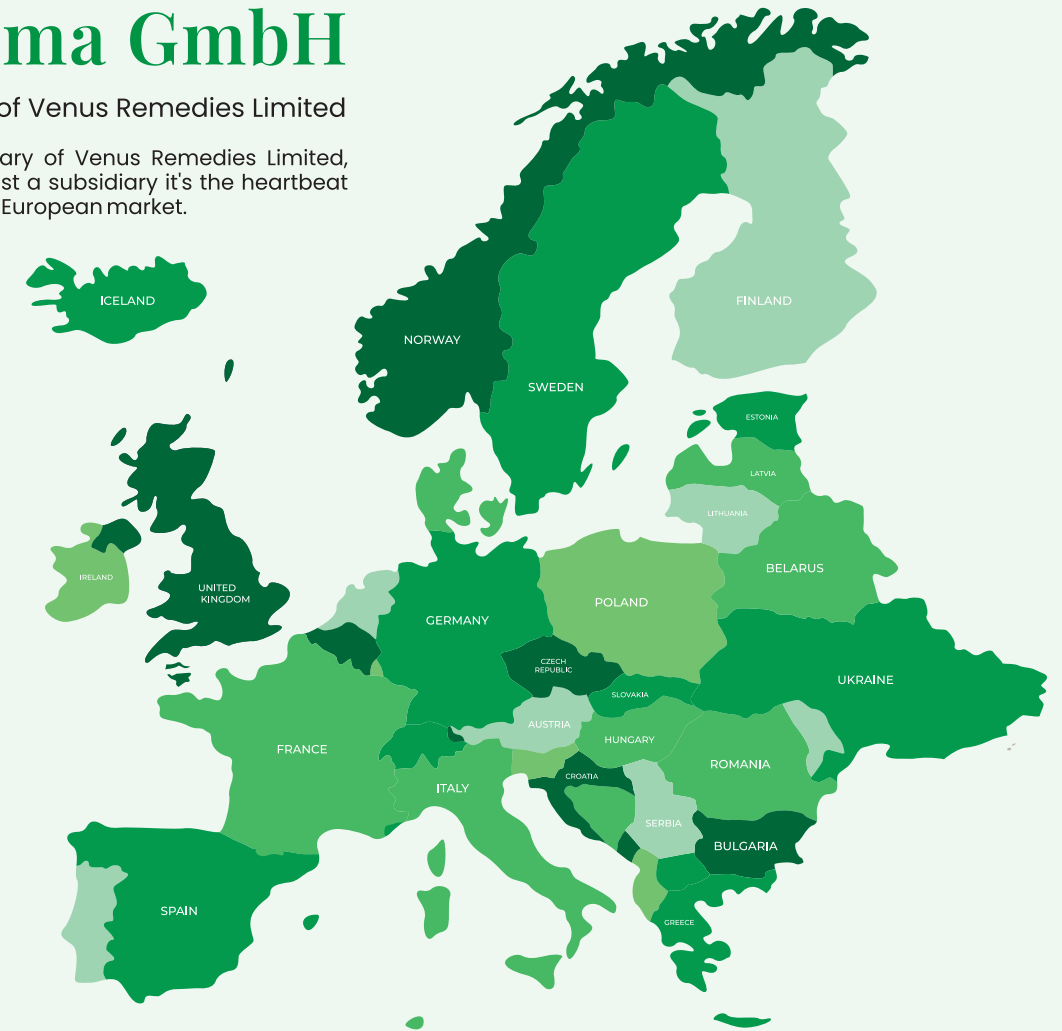 ma GmbH
of Venus Remedies Limited
ary of Venus Remedies Limited,
st a subsidiary it's the heartbeat
European market.
ICELAND
FINLAND
NORWAY
SWEDEN
ESTONIA
LATVIA
LITHUANIA
BELARUS
IRELAND
UNITED
KINGDOM
POLAND
GERMANY
CZECH
REPUBLIC
UKRAINE
SLOVAKIA
AUSTRIA
HUNGARY
FRANCE
ROMANIA
CROATIA
ITALY
SERBIA
BULGARIA
SPAIN
GREECE